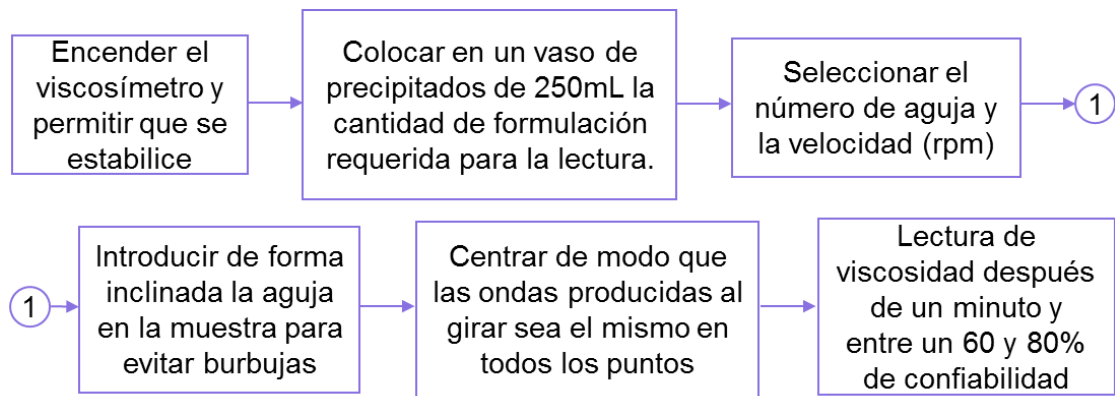 Encender el
viscosímetro y
permitir que se
estabilice
Colocar en un vaso de
precipitados de 250mL la
cantidad de formulación
requerida para la lectura.
Seleccionar el
número de aguja y
la velocidad (rpm)
1
1
Introducir de forma
inclinada la aguja
en la muestra para
evitar burbujas
Centrar de modo que
las ondas producidas al
girar sea el mismo en
todos los puntos
Lectura de
viscosidad después
de un minuto y
entre un 60 y 80%
de confiabilidad